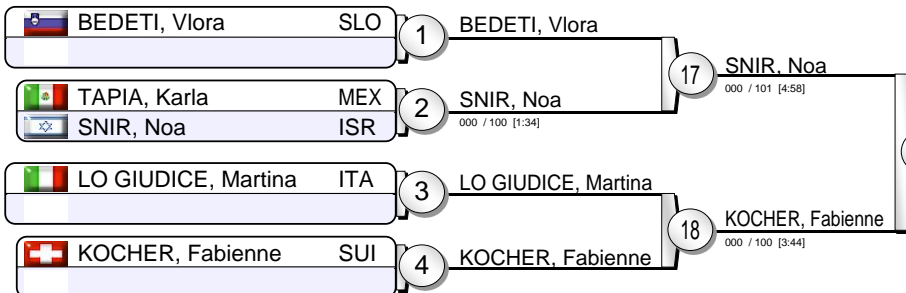 BEDETI, Vlora SLO
1
BEDETI, Vlora
17
SNIR, Noa
000 / 101 [4:58]
TAPIA, Karla MEX
SNIR, Noa ISR
2
SNIR, Noa
000 / 100 [1:34]
LO GIUDICE, Martina ITA
3
LO GIUDICE, Martina
18
KOCHER, Fabienne
000 / 100 [3:44]
KOCHER, Fabienne SUI
4
KOCHER, Fabienne